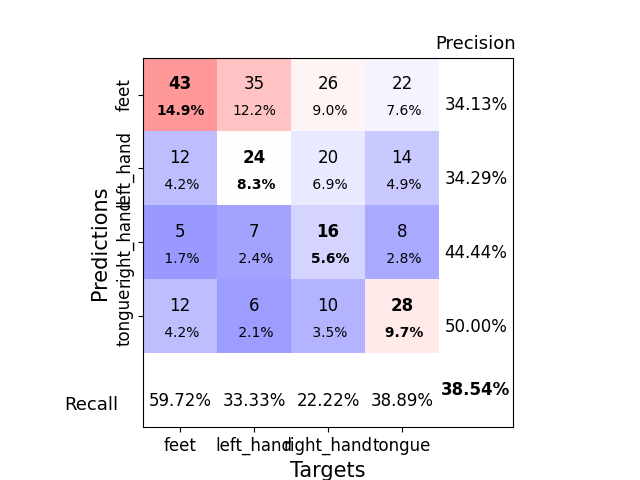 Precision
feet 43 35 26 22 34.13%
14.9% 12.2% 9.0% 7.6%
left_hand 12 24 20 14 34.29%
4.2% 8.3% 6.9% 4.9%
right_hand 5 7 16 8 44.44%
1.7% 2.4% 5.6% 2.8%
tongue 12 6 10 28 50.00%
4.2% 2.1% 3.5% 9.7%
Predictions
Recall 59.72% 33.33% 22.22% 38.89% 38.54%
feet left_hand right_hand tongue
Targets